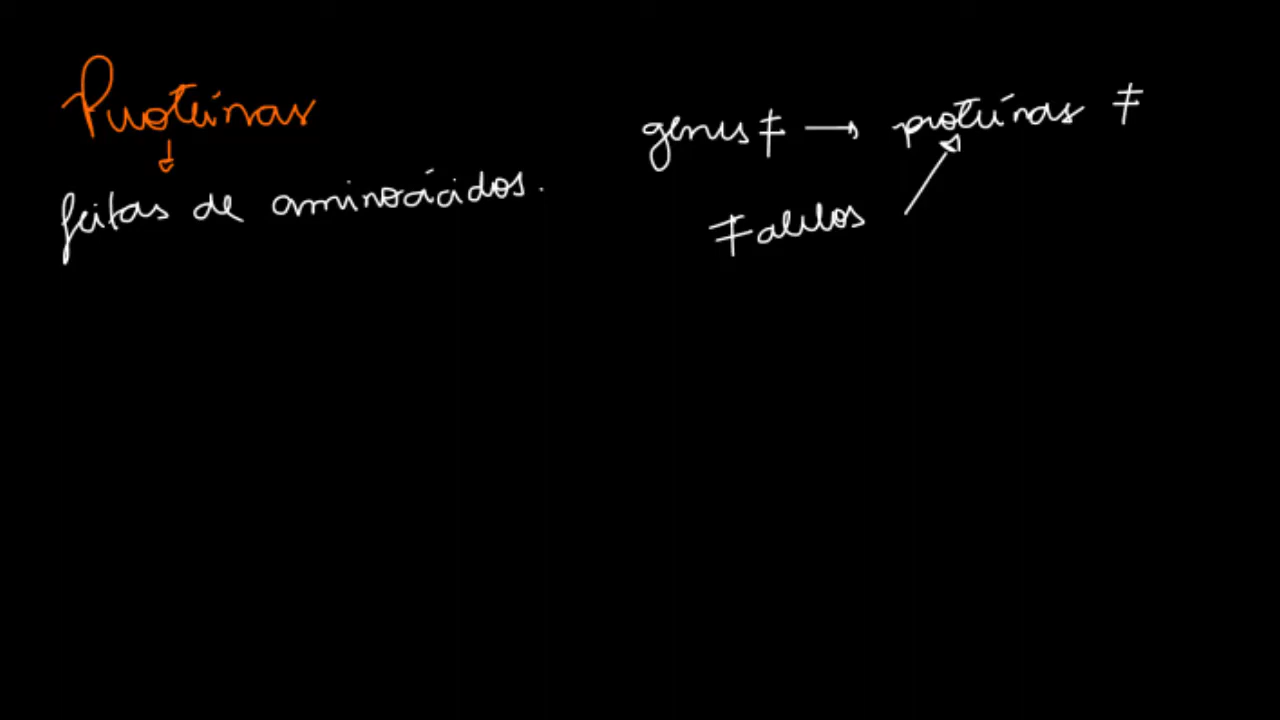 Proteínas
feitas de aminoácidos.
genes ≠ → proteínas ≠
≠ alelos